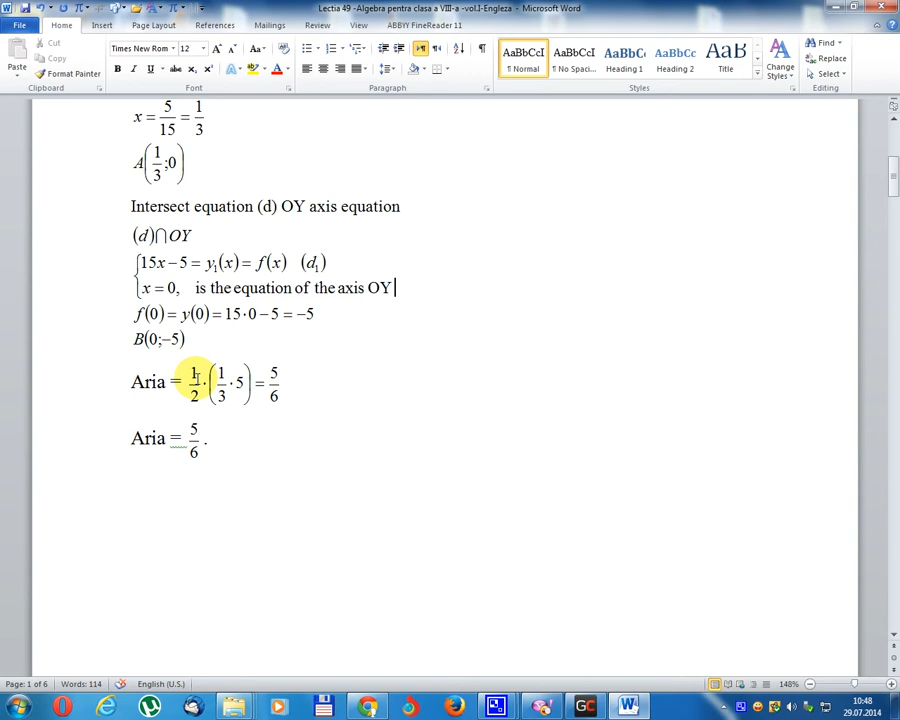 Lectia 49 -Algebra pentra clasa a VIII-a -vol.I-Engleza - Microsoft Word
File Home Insert Page Layout References Mailings Review View ABBYY FineReader 11
Cut
Copy
Paste
Format Painter
Times New Rom 12
AaBbCcI AaBbCcI AaBbC AaBbCc AaB
¶ Normal ¶ No Spaci... Heading 1 Heading 2 Title
Change Styles
Find
Replace
Select
Clipboard Font Paragraph Styles Editing
x = 5/15 = 1/3
A(1/3;0)
Intersect equation (d) OY axis equation
(d)⋂OY
{15x−5 = y₁(x) = f(x) (d₁)
x = 0, is the equation of the axis OY
f(0) = y(0) = 15·0−5 = −5
B(0;−5)
Aria = 1/2·(1/3·5) = 5/6
Aria = 5/6.
Page: 1 of 6 Words: 114 English (U.S.) 148%
10:48
29.07.2014